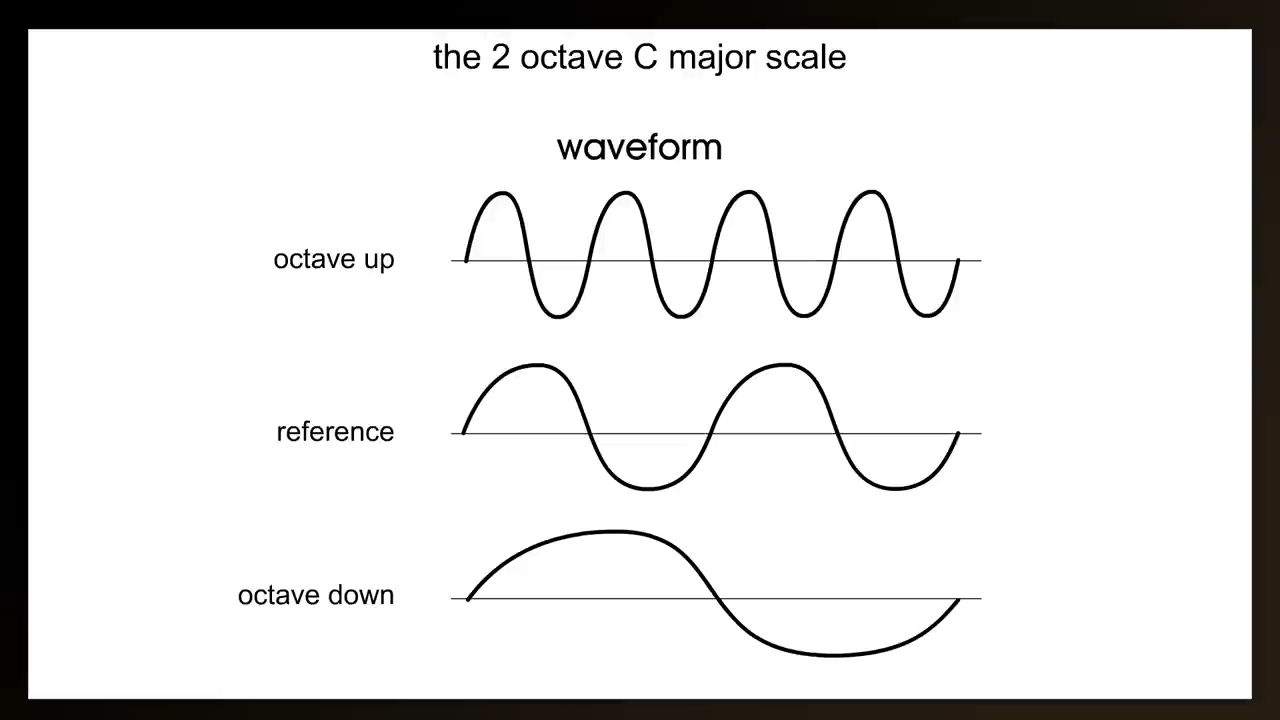 the 2 octave C major scale
waveform
octave up
reference
octave down